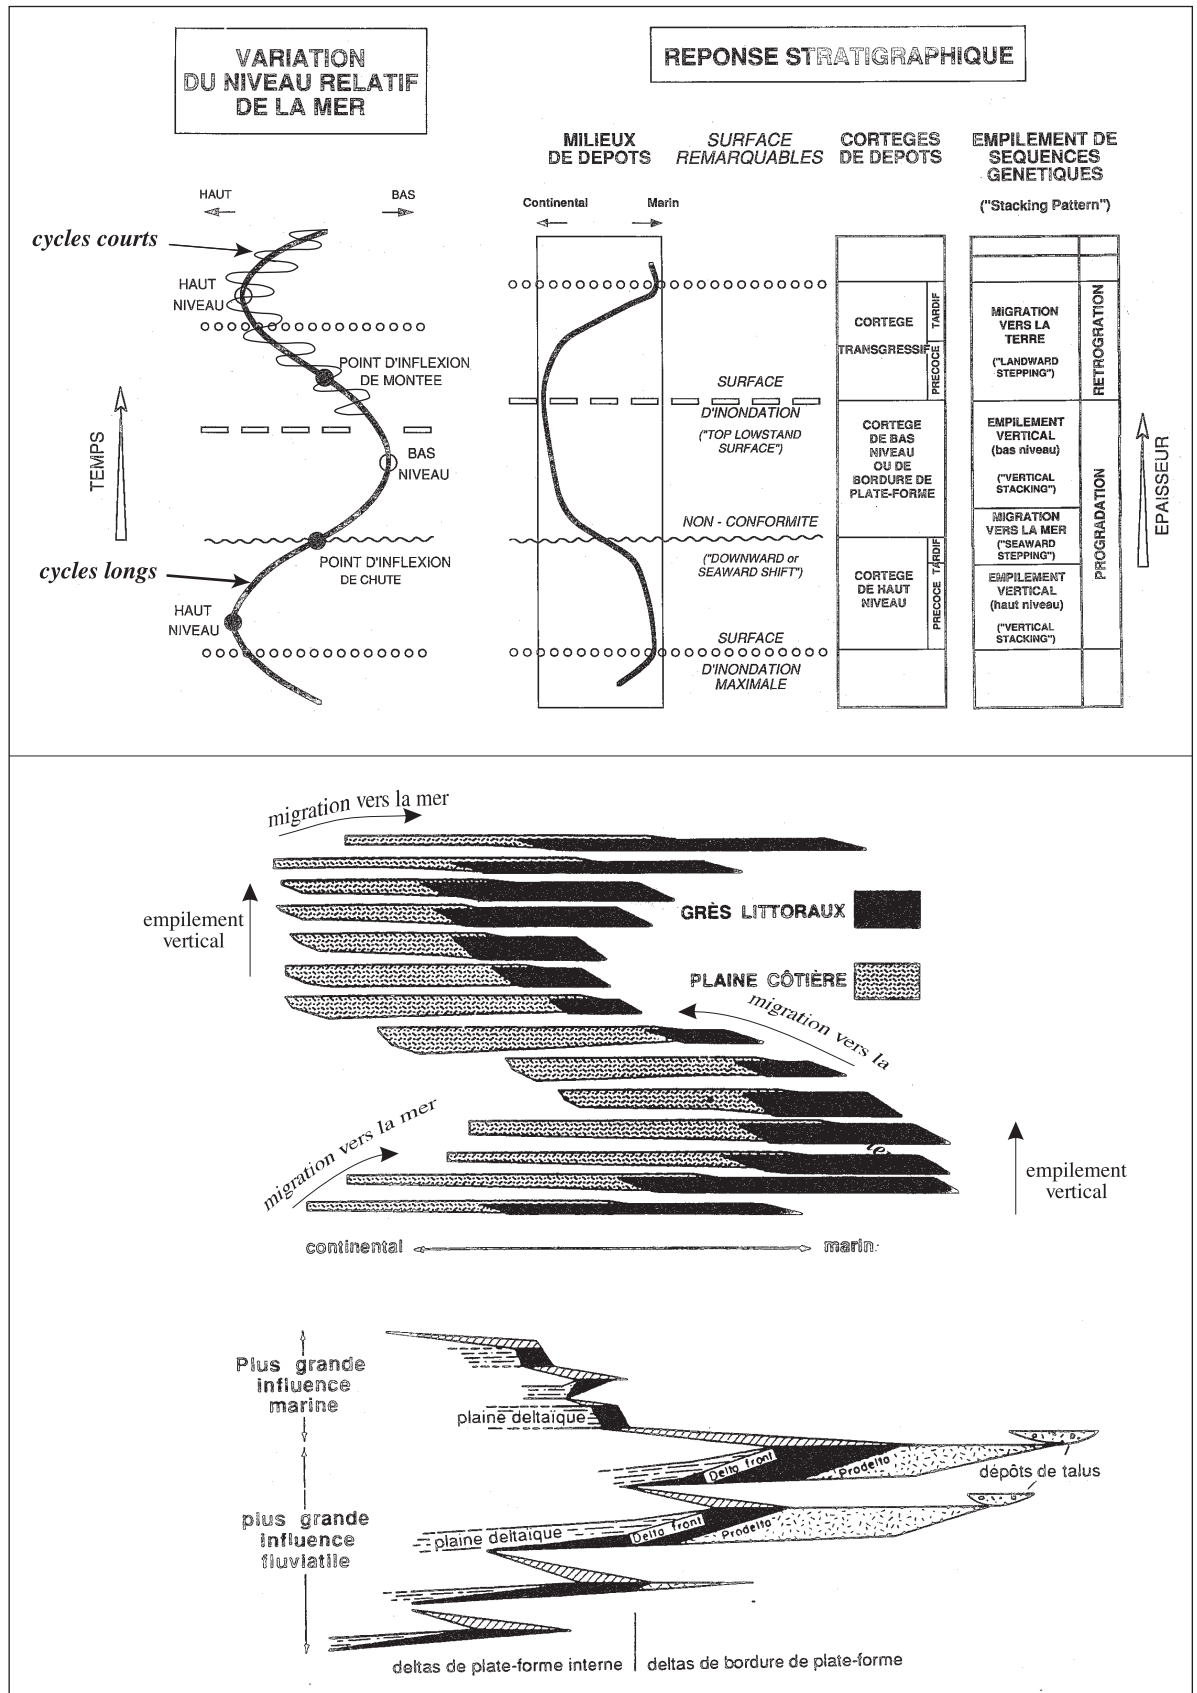 VARIATION
DU NIVEAU RELATIF
DE LA MER
REPONSE STRATIGRAPHIQUE
MILIEUX
DE DEPOTS
SURFACE
REMARQUABLES
CORTEGES
DE DEPOTS
EMPILEMENT DE
SEQUENCES
GENETIQUES
("Stacking Pattern")
HAUT
BAS
Continental
Marin
cycles courts
HAUT
NIVEAU
POINT D'INFLEXION
DE MONTEE
BAS
NIVEAU
TEMPS
POINT D'INFLEXION
DE CHUTE
cycles longs
HAUT
NIVEAU
SURFACE
D'INONDATION
("TOP LOWSTAND
SURFACE")
NON - CONFORMITE
("DOWNWARD or
SEAWARD SHIFT")
SURFACE
D'INONDATION
MAXIMALE
CORTEGE
TRANSGRESSIF
TARDIF
PRECOCE
CORTEGE
DE BAS
NIVEAU
OU DE
BORDURE DE
PLATE-FORME
CORTEGE
DE HAUT
NIVEAU
TARDIF
PRECOCE
MIGRATION
VERS LA
TERRE
("LANDWARD
STEPPING")
RETROGRATION
EMPILEMENT
VERTICAL
(bas niveau)
("VERTICAL
STACKING")
MIGRATION
VERS LA MER
("SEAWARD
STEPPING")
EMPILEMENT
VERTICAL
(haut niveau)
("VERTICAL
STACKING")
PROGRADATION
EPAISSEUR
migration vers la mer
empilement
vertical
GRÈS LITTORAUX
PLAINE CÔTIÈRE
migration vers la
migration vers la mer
empilement
vertical
continental
marin
Plus grande
influence
marine
plaine deltaïque
Delta front
Prodelta
dépôts de talus
plus grande
influence
fluviatile
plaine deltaïque
Delta front
Prodelta
deltas de plate-forme interne
deltas de bordure de plate-forme